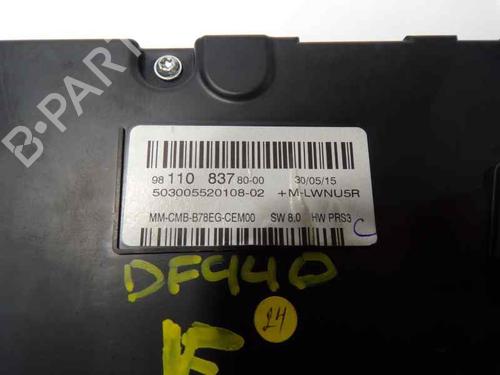 B-PARTS
98 110 837 80-00 30/05/15
503005520108-02 +M-LWNU5R
MM-CMB-B78EG-CEM00 SW 8.0 HW PRS3
C
DF440
24